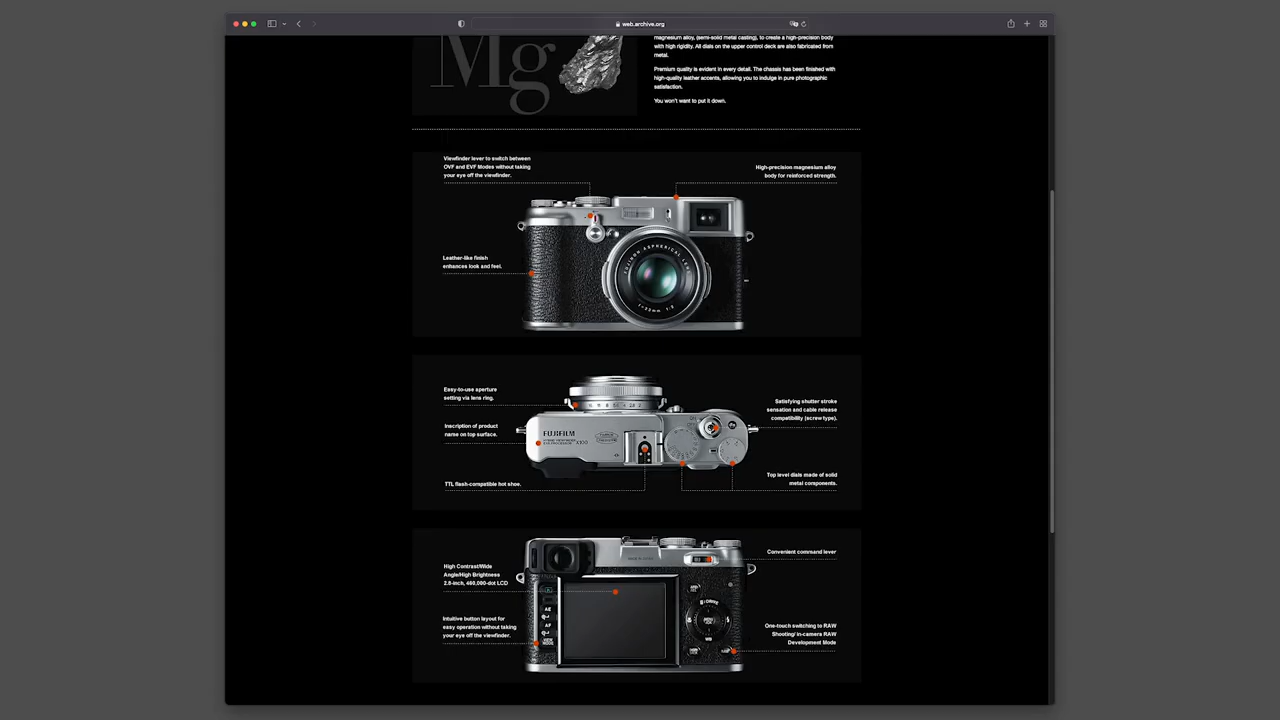 web.archive.org
Mg
magnesium alloy, (semi-solid metal casting), to create a high-precision body
with high rigidity. All dials on the upper control deck are also fabricated from
metal.
Premium quality is evident in every detail. The chassis has been finished with
high-quality leather accents, allowing you to indulge in pure photographic
satisfaction.
You won't want to put it down.
Viewfinder lever to switch between
OVF and EVF Modes without taking
your eye off the viewfinder.
High-precision magnesium alloy
body for reinforced strength.
Leather-like finish
enhances look and feel.
FUJINON ASPHERICAL LENS
Easy-to-use aperture
setting via lens ring.
Satisfying shutter stroke
sensation and cable release
compatibility (screw type).
Inscription of product
name on top surface.
FUJIFILM
X100
TTL flash-compatible hot shoe.
Top level dials made of solid
metal components.
Convenient command lever
High Contrast/Wide
Angle/High Brightness
2.8-inch, 460,000-dot LCD
AE
AF
VIEW
MODE
DRIVE
WB
Intuitive button layout for
easy operation without taking
your eye off the viewfinder.
One-touch switching to RAW
Shooting/ in-camera RAW
Development Mode